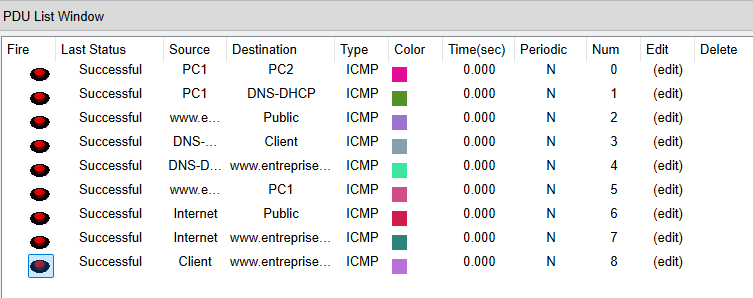 PDU List Window
Fire Last Status Source Destination Type Color Time(sec) Periodic Num Edit Delete
Successful PC1 PC2 ICMP 0.000 N 0 (edit)
Successful PC1 DNS-DHCP ICMP 0.000 N 1 (edit)
Successful www.e... Public ICMP 0.000 N 2 (edit)
Successful DNS-... Client ICMP 0.000 N 3 (edit)
Successful DNS-D... www.entreprise... ICMP 0.000 N 4 (edit)
Successful www.e... PC1 ICMP 0.000 N 5 (edit)
Successful Internet Public ICMP 0.000 N 6 (edit)
Successful Internet www.entreprise... ICMP 0.000 N 7 (edit)
Successful Client www.entreprise... ICMP 0.000 N 8 (edit)